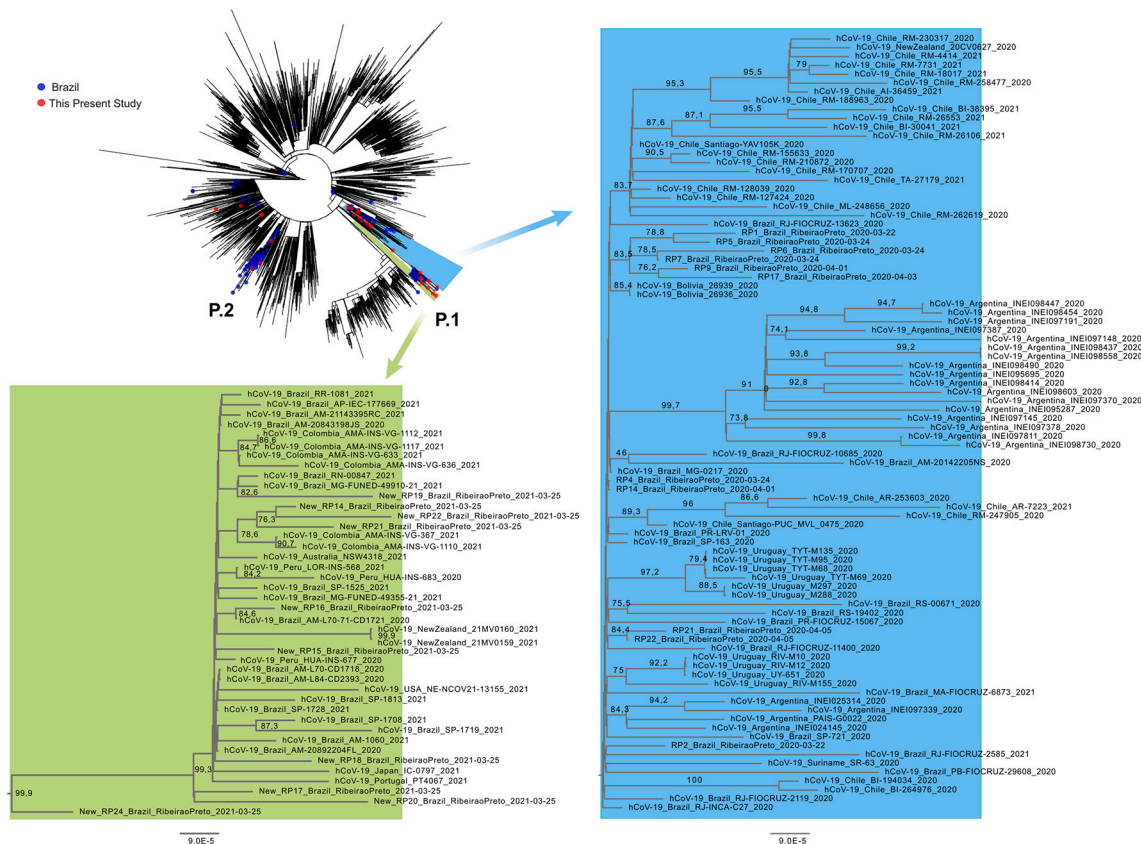 Brazil
This Present Study
P.2
P.1
hCoV-19_Chile_RM-230317_2020
hCoV-19_NewZealand_20CV0627_2020
hCoV-19_Chile_RM-4414_2021
79
hCoV-19_Chile_RM-7731_2021
95,5
hCoV-19_Chile_RM-18017_2021
95,3
hCoV-19_Chile_RM-258477_2020
hCoV-19_Chile_AI-36459_2021
hCoV-19_Chile_RM-188963_2020
95,5
hCoV-19_Chile_BI-38395_2021
87,1
hCoV-19_Chile_RM-26553_2021
87,6
hCoV-19_Chile_BI-30041_2021
hCoV-19_Chile_RM-26106_2021
hCoV-19_Chile_Santiago-YAV105K_2020
90,5
hCoV-19_Chile_RM-155633_2020
hCoV-19_Chile_RM-210872_2020
hCoV-19_Chile_RM-170707_2020
hCoV-19_Chile_TA-27179_2021
83,7
hCoV-19_Chile_RM-128039_2020
hCoV-19_Chile_RM-127424_2020
hCoV-19_Chile_ML-248656_2020
hCoV-19_Chile_RM-262619_2020
hCoV-19_Brazil_RJ-FIOCRUZ-13623_2020
78,8
RP1_Brazil_RibeiraoPreto_2020-03-22
RP5_Brazil_RibeiraoPreto_2020-03-24
83,5
78,5
RP6_Brazil_RibeiraoPreto_2020-03-24
RP7_Brazil_RibeiraoPreto_2020-03-24
76,2
RP9_Brazil_RibeiraoPreto_2020-04-01
RP17_Brazil_RibeiraoPreto_2020-04-03
85,4
hCoV-19_Bolivia_26939_2020
hCoV-19_Bolivia_26936_2020
94,7
hCoV-19_Argentina_INEI098447_2020
94,8
hCoV-19_Argentina_INEI098454_2020
hCoV-19_Argentina_INEI097191_2020
74,1
hCoV-19_Argentina_INEI097387_2020
hCoV-19_Argentina_INEI097148_2020
99,2
hCoV-19_Argentina_INEI098437_2020
93,8
hCoV-19_Argentina_INEI098558_2020
hCoV-19_Argentina_INEI098490_2020
hCoV-19_Argentina_INEI095695_2020
91
0
92,8
hCoV-19_Argentina_INEI098414_2020
hCoV-19_Argentina_INEI098603_2020
hCoV-19_Argentina_INEI097370_2020
99,7
hCoV-19_Argentina_INEI095287_2020
73,8
hCoV-19_Argentina_INEI097145_2020
hCoV-19_Argentina_INEI097378_2020
99,8
hCoV-19_Argentina_INEI097811_2020
hCoV-19_Argentina_INEI098730_2020
46
hCoV-19_Brazil_RJ-FIOCRUZ-10685_2020
hCoV-19_Brazil_AM-20142205NS_2020
hCoV-19_Brazil_MG-0217_2020
RP4_Brazil_RibeiraoPreto_2020-03-24
RP14_Brazil_RibeiraoPreto_2020-04-01
86,6
hCoV-19_Chile_AR-253603_2020
96
hCoV-19_Chile_AR-7223_2021
89,3
hCoV-19_Chile_RM-247905_2020
hCoV-19_Chile_Santiago-PUC_MVL_0475_2020
hCoV-19_Brazil_PR-LRV-01_2020
hCoV-19_Brazil_SP-163_2020
hCoV-19_Uruguay_TYT-M135_2020
79,4
hCoV-19_Uruguay_TYT-M95_2020
hCoV-19_Uruguay_TYT-M68_2020
97,2
hCoV-19_Uruguay_TYT-M69_2020
88,5
hCoV-19_Uruguay_M297_2020
hCoV-19_Uruguay_M288_2020
75,5
hCoV-19_Brazil_RS-00671_2020
hCoV-19_Brazil_RS-19402_2020
hCoV-19_Brazil_PR-FIOCRUZ-15067_2020
84,4
RP21_Brazil_RibeiraoPreto_2020-04-05
RP22_Brazil_RibeiraoPreto_2020-04-05
hCoV-19_Brazil_RJ-FIOCRUZ-11400_2020
hCoV-19_Uruguay_RIV-M10_2020
92,2
hCoV-19_Uruguay_RIV-M12_2020
75
hCoV-19_Uruguay_UY-651_2020
hCoV-19_Uruguay_RIV-M155_2020
hCoV-19_Brazil_MA-FIOCRUZ-6873_2021
94,2
hCoV-19_Argentina_INEI025314_2020
84,3
hCoV-19_Argentina_INEI097339_2020
hCoV-19_Argentina_PAIS-G0022_2020
hCoV-19_Argentina_INEI024145_2020
hCoV-19_Brazil_SP-721_2020
RP2_Brazil_RibeiraoPreto_2020-03-22
hCoV-19_Brazil_RJ-FIOCRUZ-2585_2021
hCoV-19_Suriname_SR-63_2020
hCoV-19_Brazil_PB-FIOCRUZ-29608_2020
100
hCoV-19_Chile_BI-194034_2020
hCoV-19_Chile_BI-264976_2020
hCoV-19_Brazil_RJ-FIOCRUZ-2119_2020
hCoV-19_Brazil_RJ-INCA-C27_2020
9.0E-5
hCoV-19_Brazil_RR-1081_2021
hCoV-19_Brazil_AP-IEC-177669_2021
hCoV-19_Brazil_AM-21143395RC_2021
hCoV-19_Brazil_AM-20843198JS_2020
86,6
hCoV-19_Colombia_AMA-INS-VG-1112_2021
84,7
hCoV-19_Colombia_AMA-INS-VG-1117_2021
hCoV-19_Colombia_AMA-INS-VG-633_2021
hCoV-19_Colombia_AMA-INS-VG-636_2021
hCoV-19_Brazil_RN-00847_2021
hCoV-19_Brazil_MG-FUNED-49910-21_2021
82,6
New_RP19_Brazil_RibeiraoPreto_2021-03-25
New_RP14_Brazil_RibeiraoPreto_2021-03-25
76,3
New_RP22_Brazil_RibeiraoPreto_2021-03-25
New_RP21_Brazil_RibeiraoPreto_2021-03-25
78,6
hCoV-19_Colombia_AMA-INS-VG-367_2021
90,7
hCoV-19_Colombia_AMA-INS-VG-1110_2021
hCoV-19_Australia_NSW4318_2021
hCoV-19_Peru_LOR-INS-568_2021
84,2
hCoV-19_Peru_HUA-INS-683_2020
hCoV-19_Brazil_SP-1525_2021
hCoV-19_Brazil_MG-FUNED-49355-21_2021
84,6
New_RP16_Brazil_RibeiraoPreto_2021-03-25
hCoV-19_Brazil_AM-L70-71-CD1721_2020
hCoV-19_NewZealand_21MV0160_2021
99,9
hCoV-19_NewZealand_21MV0159_2021
New_RP15_Brazil_RibeiraoPreto_2021-03-25
hCoV-19_Peru_HUA-INS-677_2020
hCoV-19_Brazil_AM-L70-CD1718_2020
hCoV-19_Brazil_AM-L84-CD2393_2020
hCoV-19_USA_NE-NCOV21-13155_2021
hCoV-19_Brazil_SP-1813_2021
hCoV-19_Brazil_SP-1728_2021
hCoV-19_Brazil_SP-1708_2021
87,3
hCoV-19_Brazil_SP-1719_2021
hCoV-19_Brazil_AM-1060_2021
hCoV-19_Brazil_AM-20892204FL_2020
New_RP18_Brazil_RibeiraoPreto_2021-03-25
99,3
hCoV-19_Japan_IC-0797_2021
hCoV-19_Portugal_PT4067_2021
New_RP17_Brazil_RibeiraoPreto_2021-03-25
99,9
New_RP20_Brazil_RibeiraoPreto_2021-03-25
New_RP24_Brazil_RibeiraoPreto_2021-03-25
9.0E-5